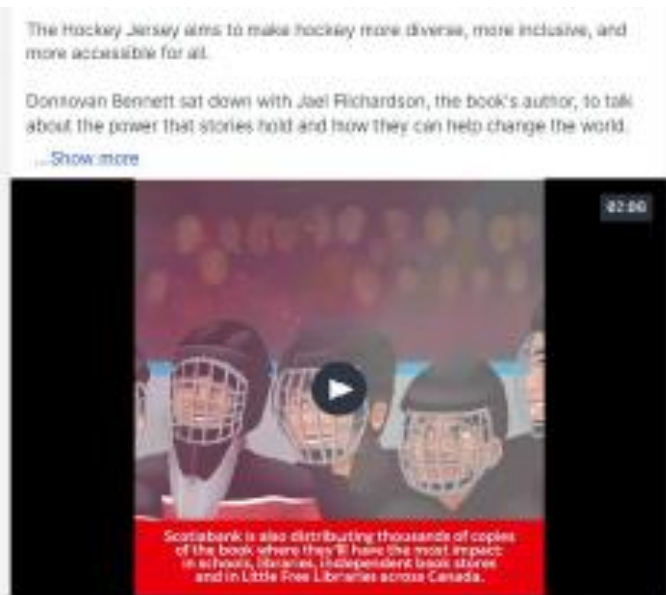 The Hockey Jersey aims to make hockey more diverse, more inclusive, and
more accessible for all.
Donnovan Bennett sat down with Jael Richardson, the book's author, to talk
about the power that stories hold and how they can help change the world.
...Show more
02:06
Scotiabank is also distributing thousands of copies
of the book where they'll have the most impact:
in schools, libraries, independent book stores
and in Little Free Libraries across Canada.